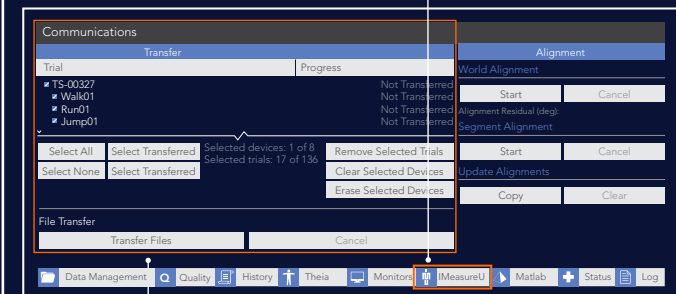 Communications
Transfer
Trial Progress
TS-00327 Not Transferred
Walk01 Not Transferred
Run01 Not Transferred
Jump01 Not Transferred
Select All Select Transferred Selected devices: 1 of 8 Remove Selected Trials
Selected trials: 17 of 136
Select None Select Transferred Clear Selected Devices
Erase Selected Devices
File Transfer
Transfer Files Cancel
Alignment
World Alignment
Start Cancel
Alignment Residual (deg):
Segment Alignment
Start Cancel
Update Alignments
Copy Clear
Data Management Quality History Theia Monitors IMeasureU Matlab Status Log